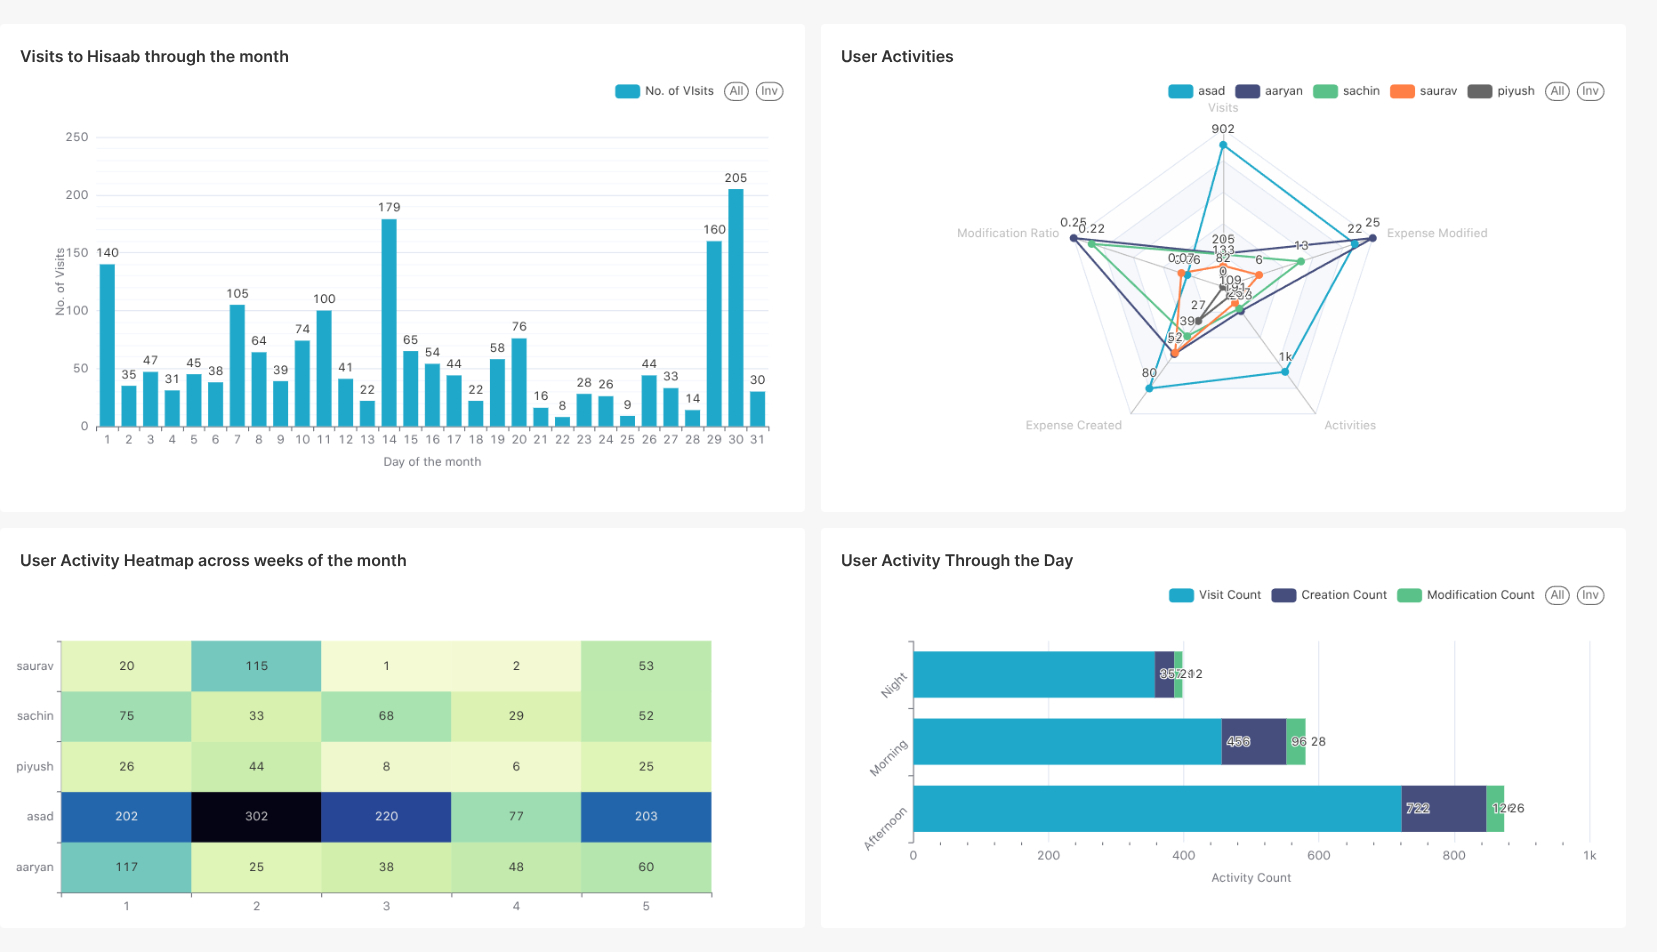 Visits to Hisaab through the month
No. of VIsits All Inv
250
200
150
100
50
0
No. of Visits
140 35 47 31 45 38 105 64 39 74 100 41 22 179 65 54 44 22 58 76 16 8 28 26 9 44 33 14 160 205 30
1 2 3 4 5 6 7 8 9 10 11 12 13 14 15 16 17 18 19 20 21 22 23 24 25 26 27 28 29 30 31
Day of the month
User Activities
asad aaryan sachin saurav piyush All Inv
Visits
902
0.25 0.22 22 25
Modification Ratio Expense Modified
205 13
133
82 6
0.07
0
109
27
39
52
1k
80
Expense Created Activities
User Activity Heatmap across weeks of the month
saurav 20 115 1 2 53
sachin 75 33 68 29 52
piyush 26 44 8 6 25
asad 202 302 220 77 203
aaryan 117 25 38 48 60
1 2 3 4 5
User Activity Through the Day
Visit Count Creation Count Modification Count All Inv
Night 357 12
Morning 456 96 28
Afternoon 722 126 26
0 200 400 600 800 1k
Activity Count